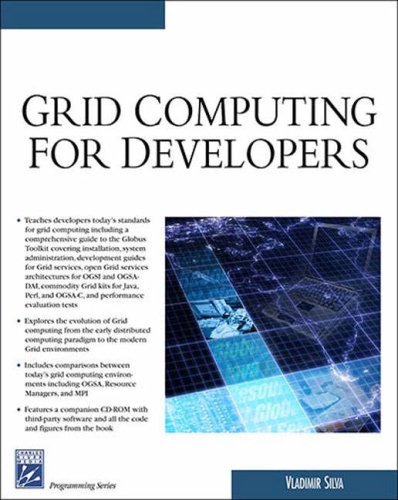 GRID COMPUTING
FOR DEVELOPERS
• Teaches developers today's standards
for grid computing including a
comprehensive guide to the Globus
Toolkit covering installation, system
administration, development guides
for Grid services, open Grid services
architectures for OGSI and OGSA-
DAI, commodity Grid kits for Java,
Perl, and OGSA-C, and performance
evaluation tests
• Explores the evolution of Grid
computing from the early distributed
computing paradigm to the modern
Grid environments
• Includes comparisons between
today's grid computing environ-
ments including OGSA, Resource
Managers, and MPI
• Features a companion CD-ROM with
third-party software and all the code
and figures from the book
CHARLES
RIVER
MEDIA
Programming Series
VLADIMIR SILVA